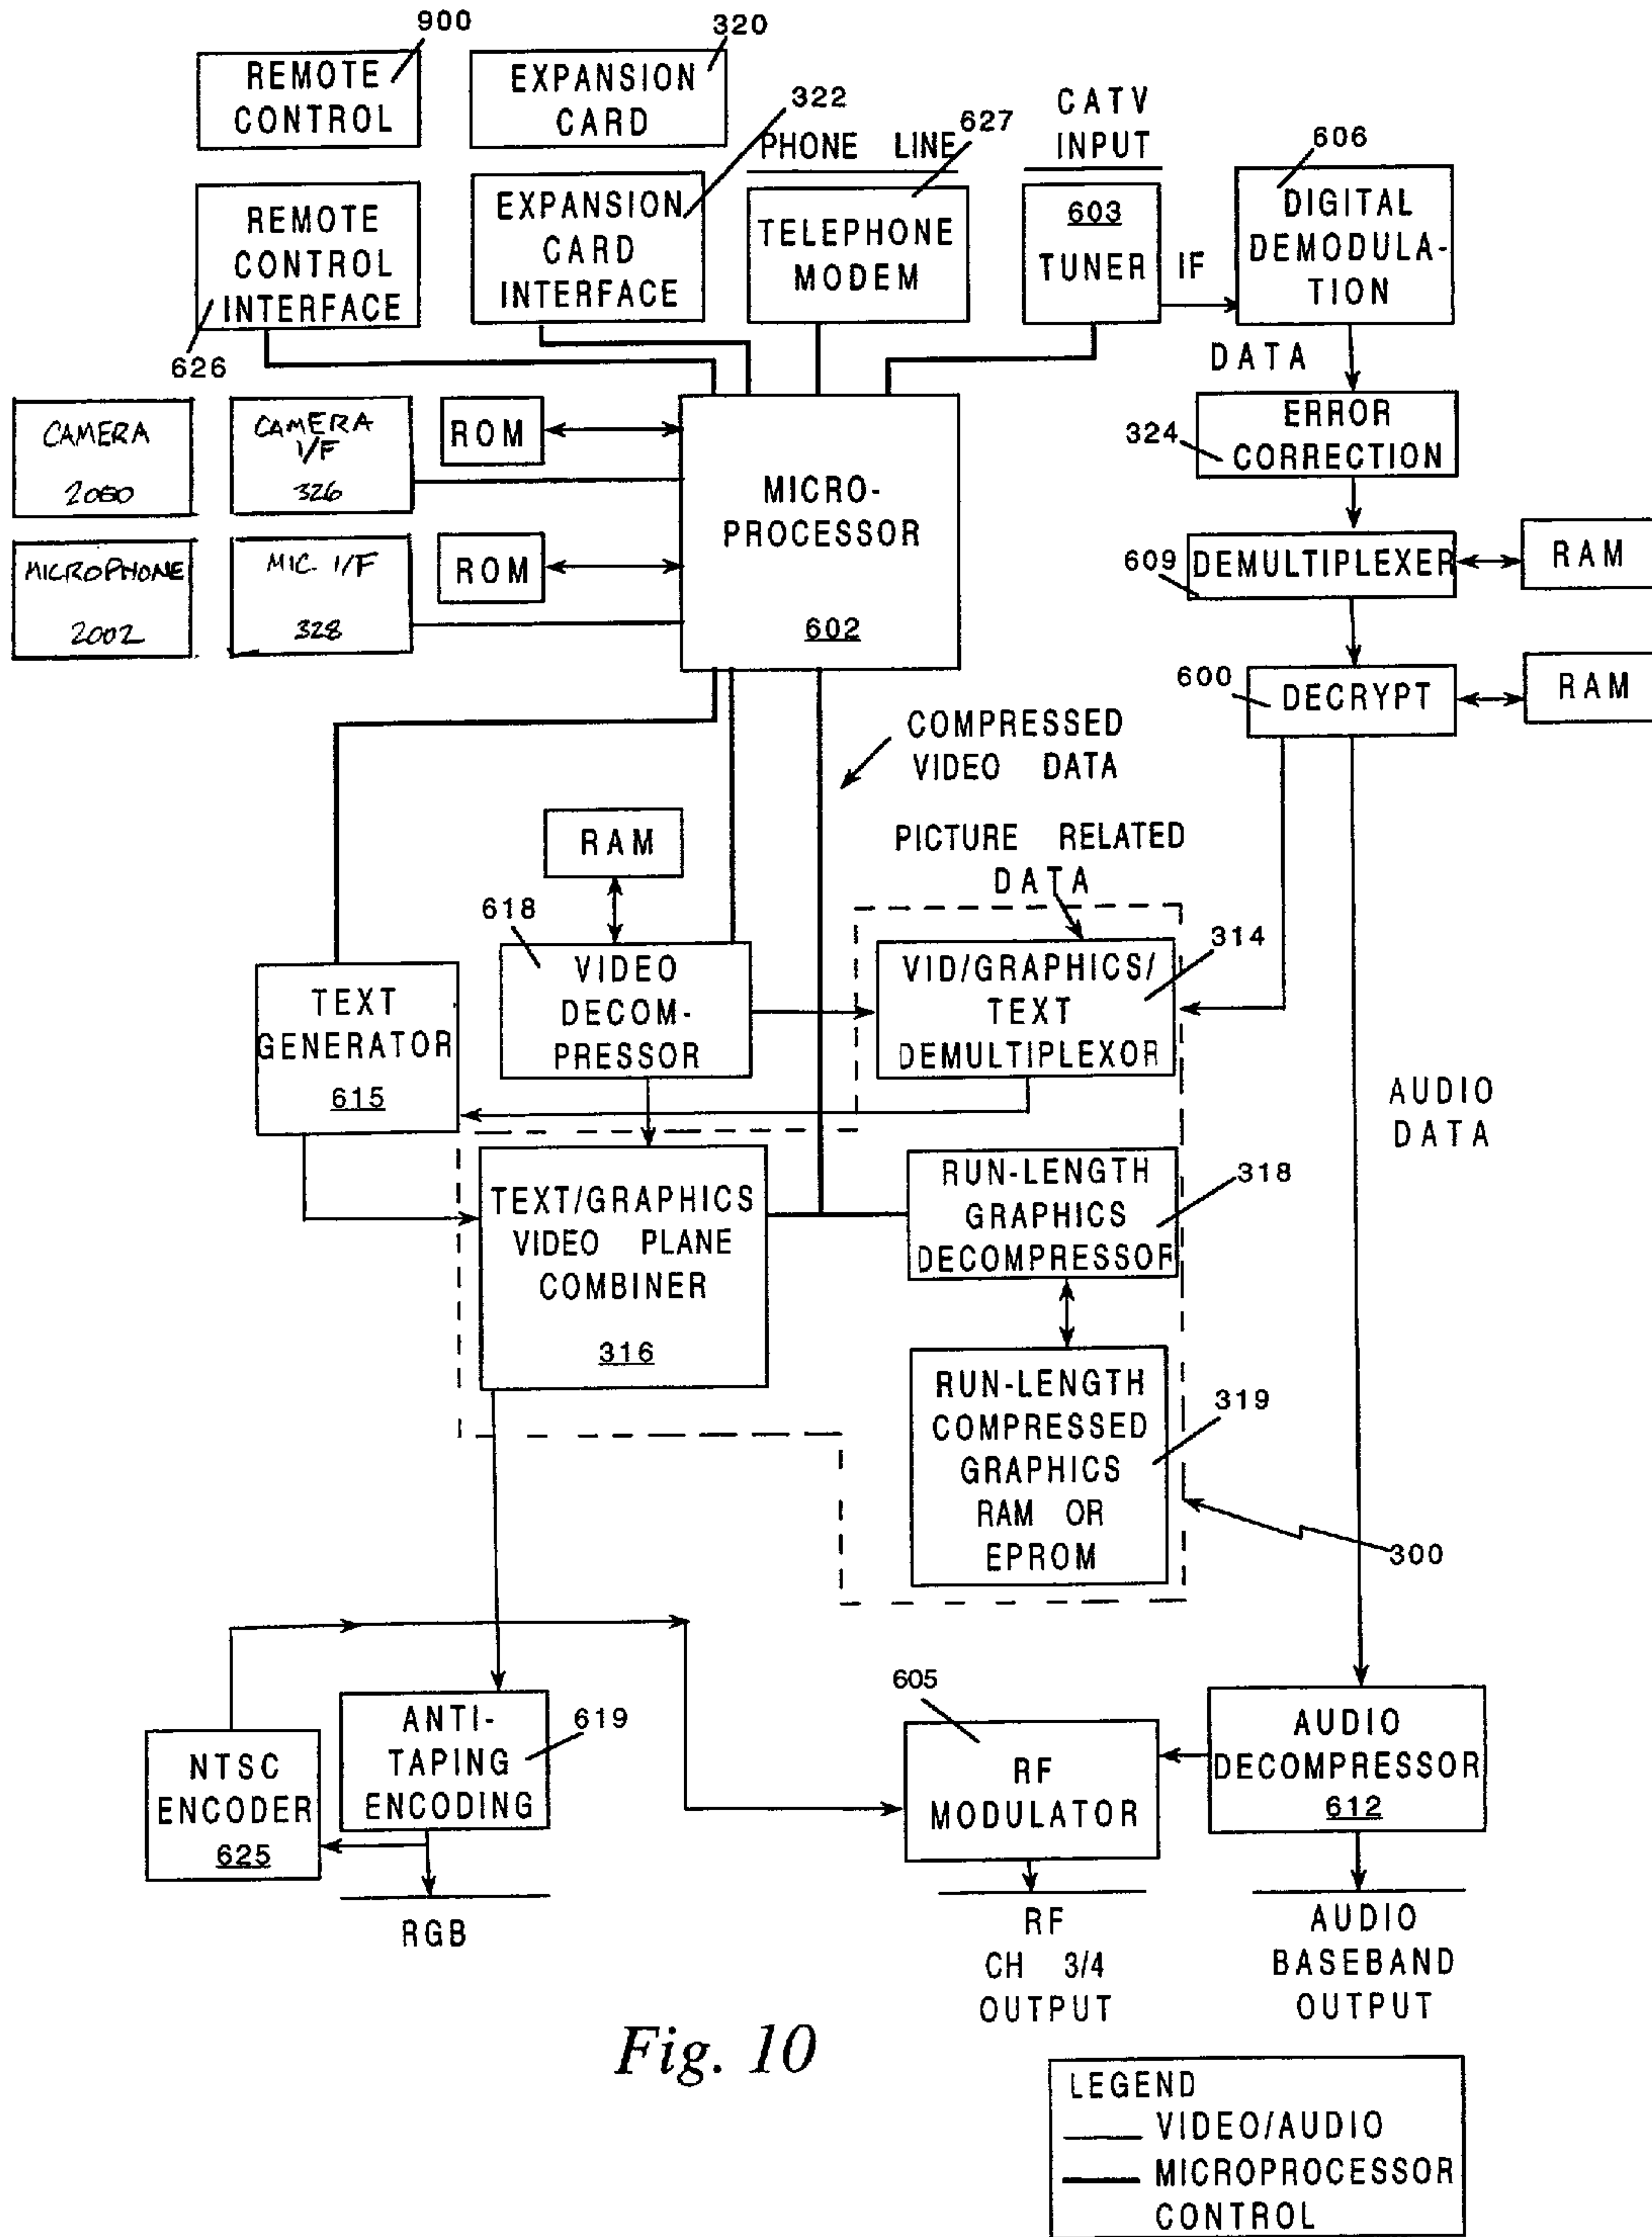 900
320
REMOTE
CONTROL
EXPANSION
CARD
322
PHONE LINE
627
CATV
INPUT
606
REMOTE
CONTROL
INTERFACE
626
EXPANSION
CARD
INTERFACE
TELEPHONE
MODEM
603
TUNER
IF
DIGITAL
DEMODULA-
TION
DATA
CAMERA
2000
CAMERA
I/F
326
ROM
MICROPHONE
2002
MIC. I/F
328
ROM
MICRO-
PROCESSOR
602
324
ERROR
CORRECTION
609
DEMULTIPLEXER
RAM
600
DECRYPT
RAM
COMPRESSED
VIDEO DATA
PICTURE RELATED
DATA
RAM
618
VIDEO
DECOM-
PRESSOR
314
VID/GRAPHICS/
TEXT
DEMULTIPLEXOR
TEXT
GENERATOR
615
AUDIO
DATA
TEXT/GRAPHICS
VIDEO PLANE
COMBINER
316
RUN-LENGTH
GRAPHICS
DECOMPRESSOR
318
RUN-LENGTH
COMPRESSED
GRAPHICS
RAM OR
EPROM
319
300
NTSC
ENCODER
625
ANTI-
TAPING
ENCODING
619
605
RF
MODULATOR
AUDIO
DECOMPRESSOR
612
RGB
RF
CH 3/4
OUTPUT
AUDIO
BASEBAND
OUTPUT
Fig. 10
LEGEND
VIDEO/AUDIO
MICROPROCESSOR
CONTROL